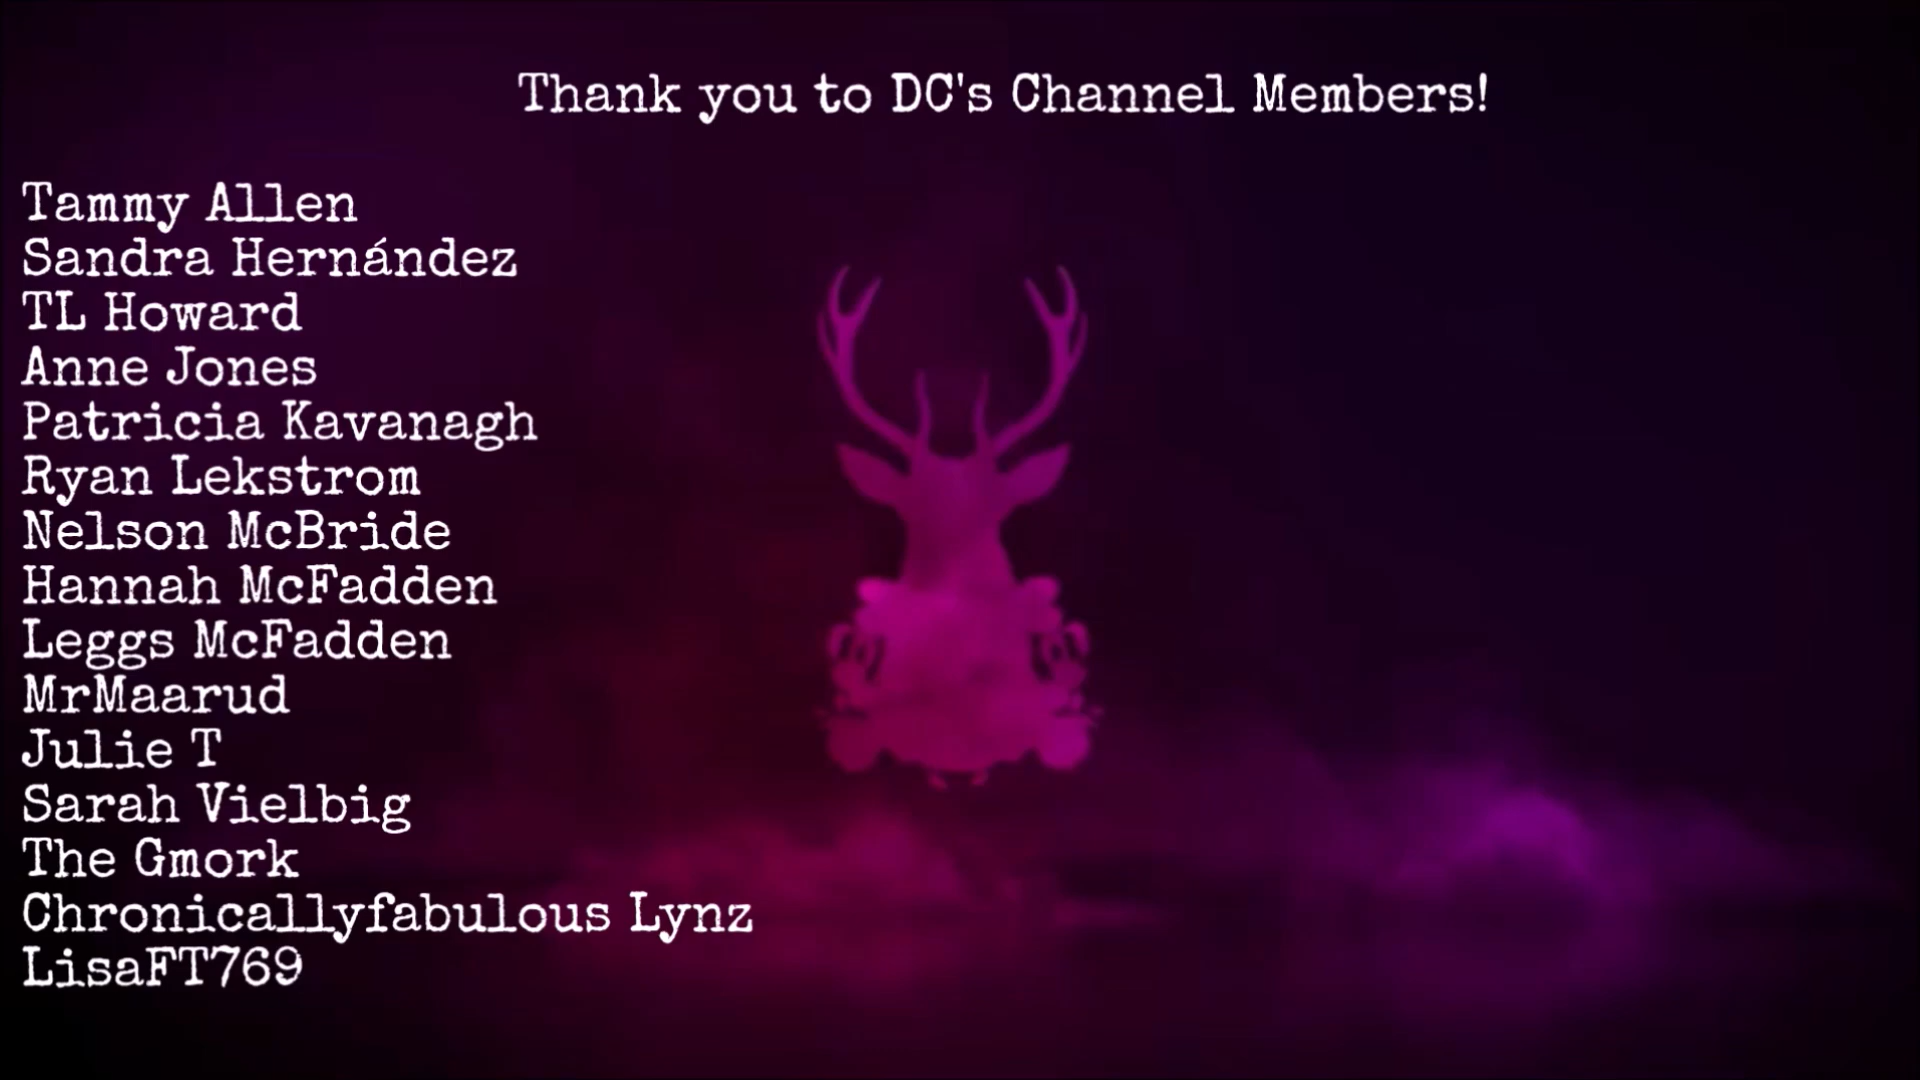 Thank you to DC's Channel Members!
Tammy Allen
Sandra Hernández
TL Howard
Anne Jones
Patricia Kavanagh
Ryan Lekstrom
Nelson McBride
Hannah McFadden
Leggs McFadden
MrMaarud
Julie T
Sarah Vielbig
The Gmork
Chronicallyfabulous Lynz
LisaFT769